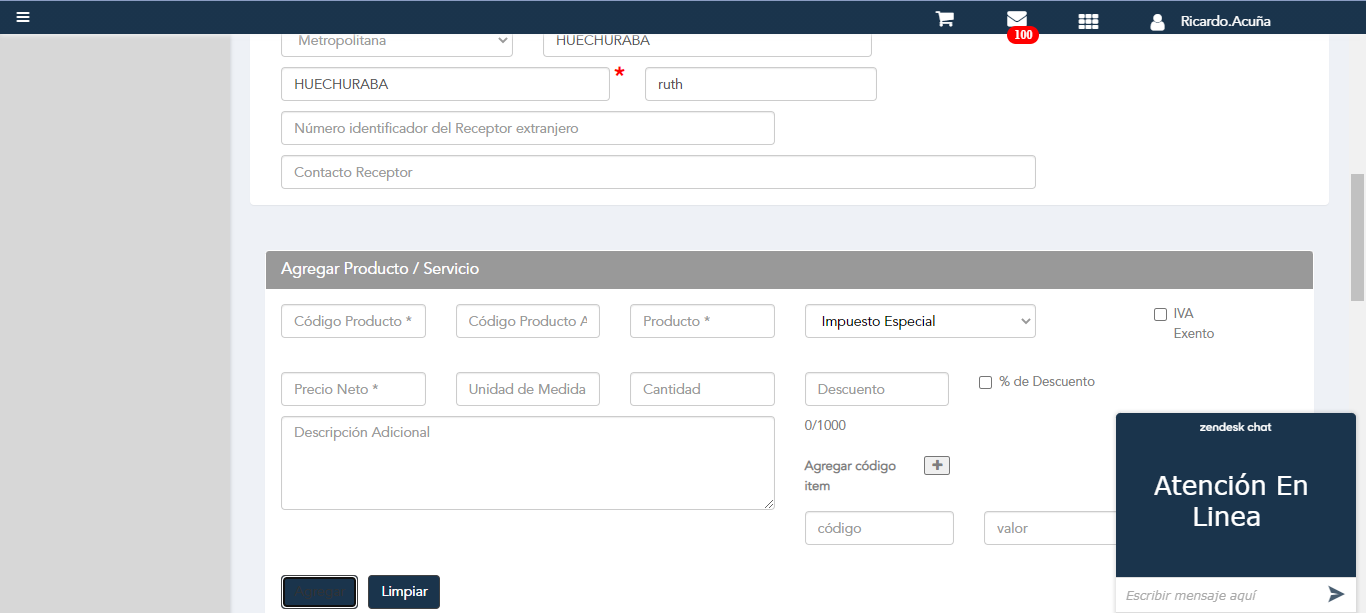 Ricardo.Acuña
100
Metropolitana
HUECHURABA
HUECHURABA
*
ruth
Número identificador del Receptor extranjero
Contacto Receptor
Agregar Producto / Servicio
Código Producto *
Código Producto A
Producto *
Impuesto Especial
IVA
Exento
Precio Neto *
Unidad de Medida
Cantidad
Descuento
% de Descuento
Descripción Adicional
0/1000
Agregar código
item
+
código
valor
Agregar
Limpiar
zendesk chat
Atención En
Linea
Escribir mensaje aquí